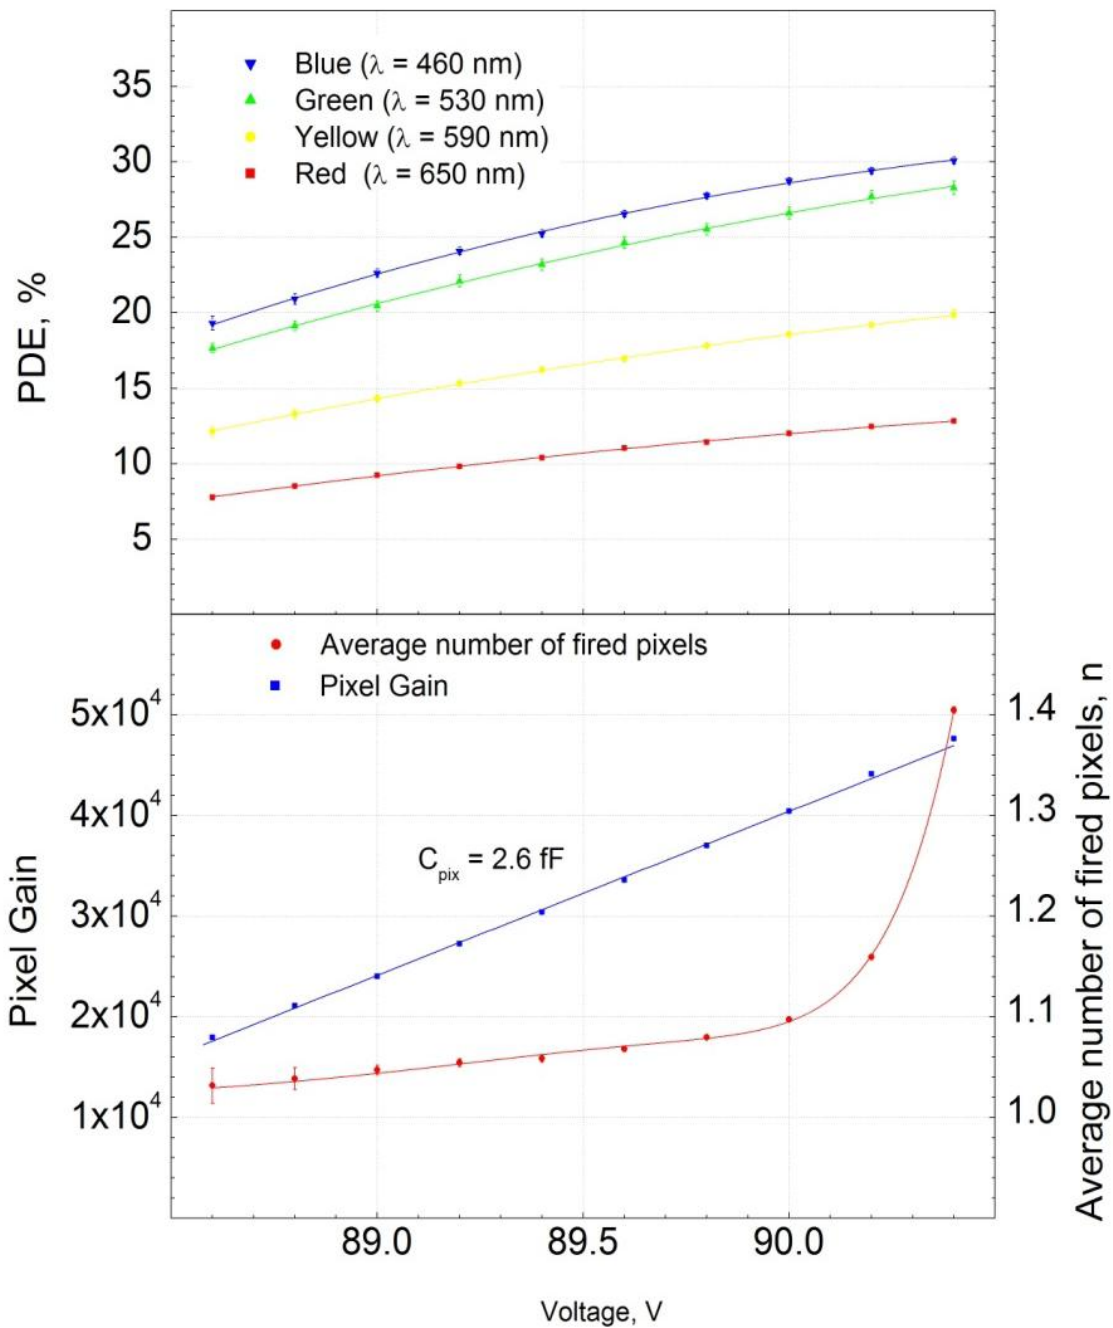 Blue (λ = 460 nm)
Green (λ = 530 nm)
Yellow (λ = 590 nm)
Red (λ = 650 nm)
PDE, %
35
30
25
20
15
10
5
Average number of fired pixels
Pixel Gain
C_pix = 2.6 fF
Pixel Gain
5x10⁴
4x10⁴
3x10⁴
2x10⁴
1x10⁴
1.4
1.3
1.2
1.1
1.0
Average number of fired pixels, n
89.0 89.5 90.0
Voltage, V